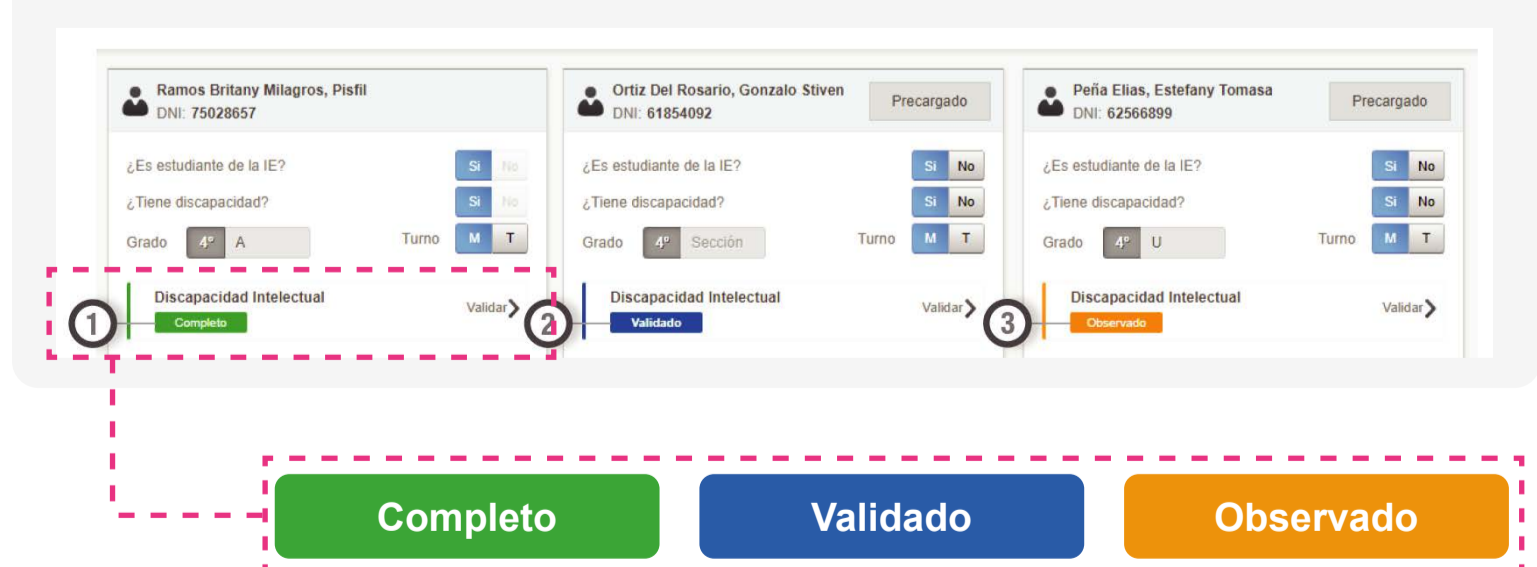 Ramos Britany Milagros, Pisfil
DNI: 75028657
¿Es estudiante de la IE? Si No
¿Tiene discapacidad? Si No
Grado 4º A Turno M T
1 Discapacidad Intelectual Validar
Completo
Ortiz Del Rosario, Gonzalo Stiven Precargado
DNI: 61854092
¿Es estudiante de la IE? Si No
¿Tiene discapacidad? Si No
Grado 4º Sección Turno M T
2 Discapacidad Intelectual Validar
Validado
Peña Elias, Estefany Tomasa Precargado
DNI: 62566899
¿Es estudiante de la IE? Si No
¿Tiene discapacidad? Si No
Grado 4º U Turno M T
3 Discapacidad Intelectual Validar
Observado
Completo Validado Observado